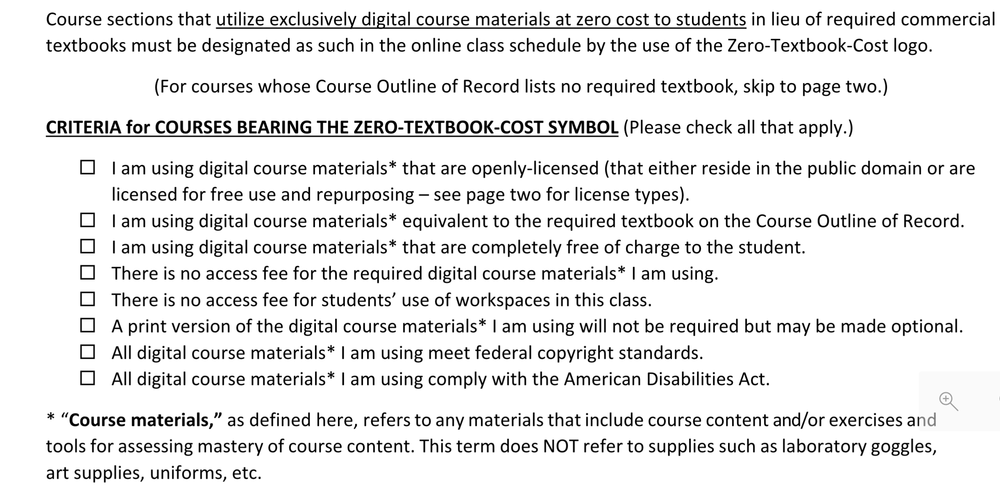 Course sections that utilize exclusively digital course materials at zero cost to students in lieu of required commercial
textbooks must be designated as such in the online class schedule by the use of the Zero-Textbook-Cost logo.
(For courses whose Course Outline of Record lists no required textbook, skip to page two.)
CRITERIA for COURSES BEARING THE ZERO-TEXTBOOK-COST SYMBOL (Please check all that apply.)
☐ I am using digital course materials* that are openly-licensed (that either reside in the public domain or are
licensed for free use and repurposing – see page two for license types).
☐ I am using digital course materials* equivalent to the required textbook on the Course Outline of Record.
☐ I am using digital course materials* that are completely free of charge to the student.
☐ There is no access fee for the required digital course materials* I am using.
☐ There is no access fee for students’ use of workspaces in this class.
☐ A print version of the digital course materials* I am using will not be required but may be made optional.
☐ All digital course materials* I am using meet federal copyright standards.
☐ All digital course materials* I am using comply with the American Disabilities Act.
* “Course materials,” as defined here, refers to any materials that include course content and/or exercises and
tools for assessing mastery of course content. This term does NOT refer to supplies such as laboratory goggles,
art supplies, uniforms, etc.